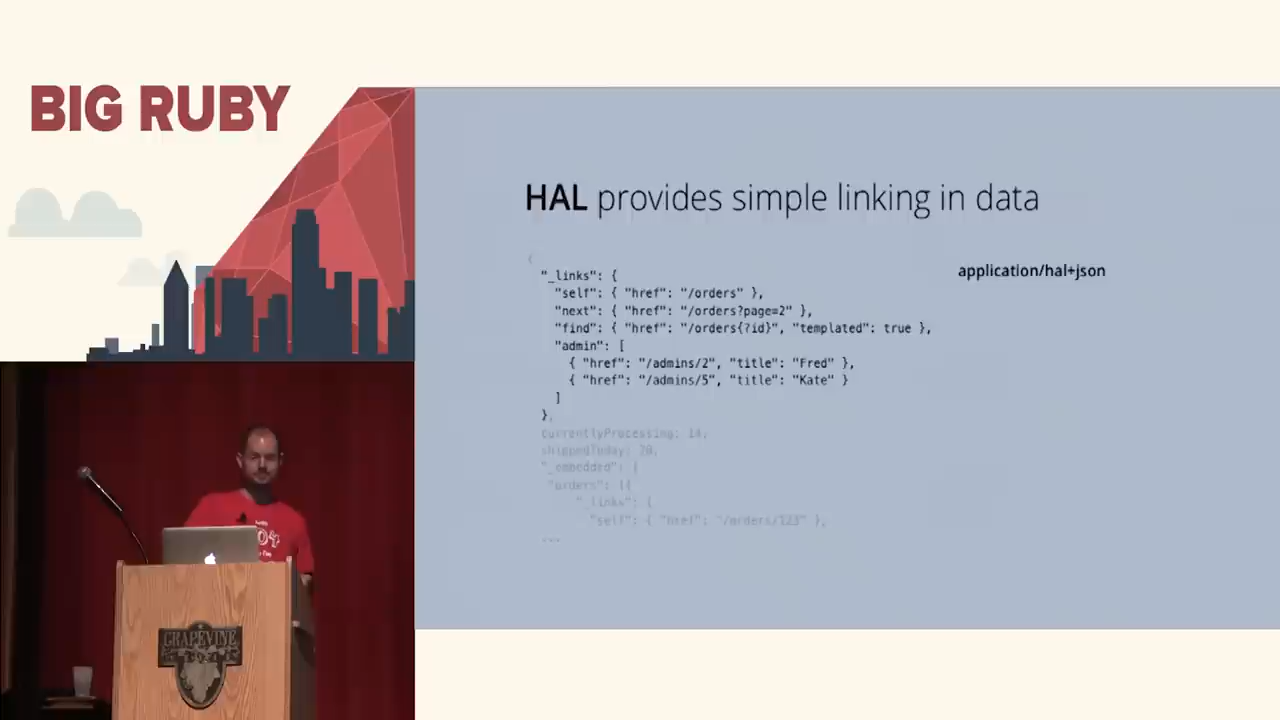 BIG RUBY
HAL provides simple linking in data
application/hal+json
{
"_links": {
"self": { "href": "/orders" },
"next": { "href": "/orders?page=2" },
"find": { "href": "/orders{?id}", "templated": true },
"admin": [
{ "href": "/admins/2", "title": "Fred" },
{ "href": "/admins/5", "title": "Kate" }
]
},
currentlyProcessing: 14,
shippedToday: 20,
"_embedded": {
"orders": [{
"_links": {
"self": { "href": "/orders/123" },
...
GRAPEVINE